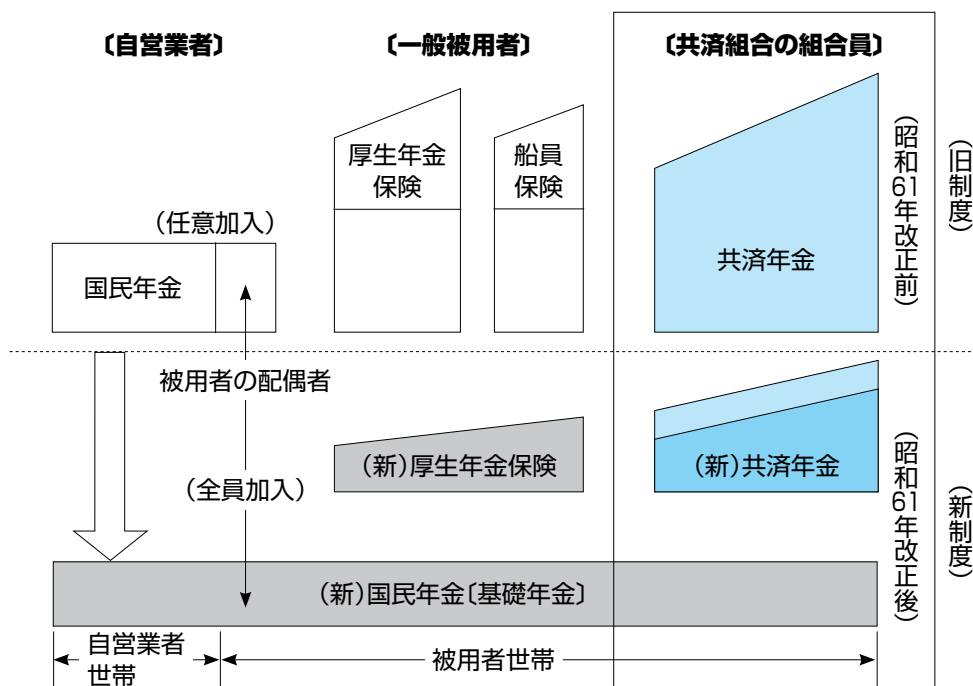 〔自営業者〕
〔一般被用者〕
〔共済組合の組合員〕
厚生年金
保険
船員
保険
（任意加入）
国民年金
共済年金
（昭和61年改正前）
（旧制度）
被用者の配偶者
（新）厚生年金保険
（新）共済年金
（全員加入）
（昭和61年改正後）
（新制度）
（新）国民年金〔基礎年金〕
自営業者
世帯
被用者世帯